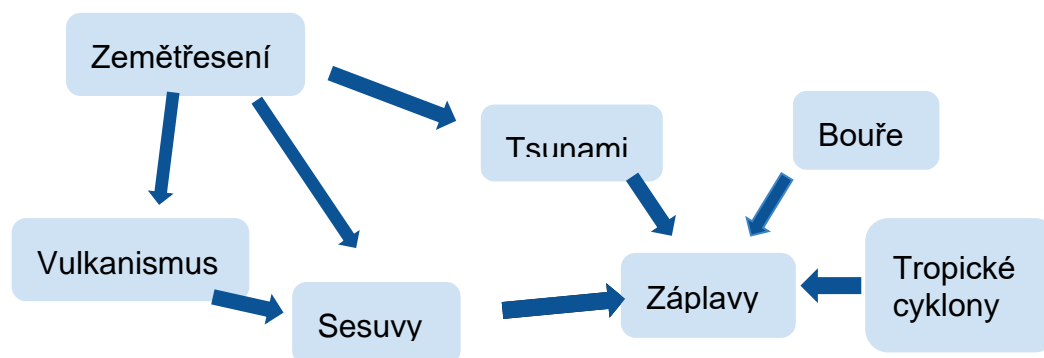 Zemětřesení
Tsunami
Bouře
Vulkanismus
Sesuvy
Záplavy
Tropické
cyklony